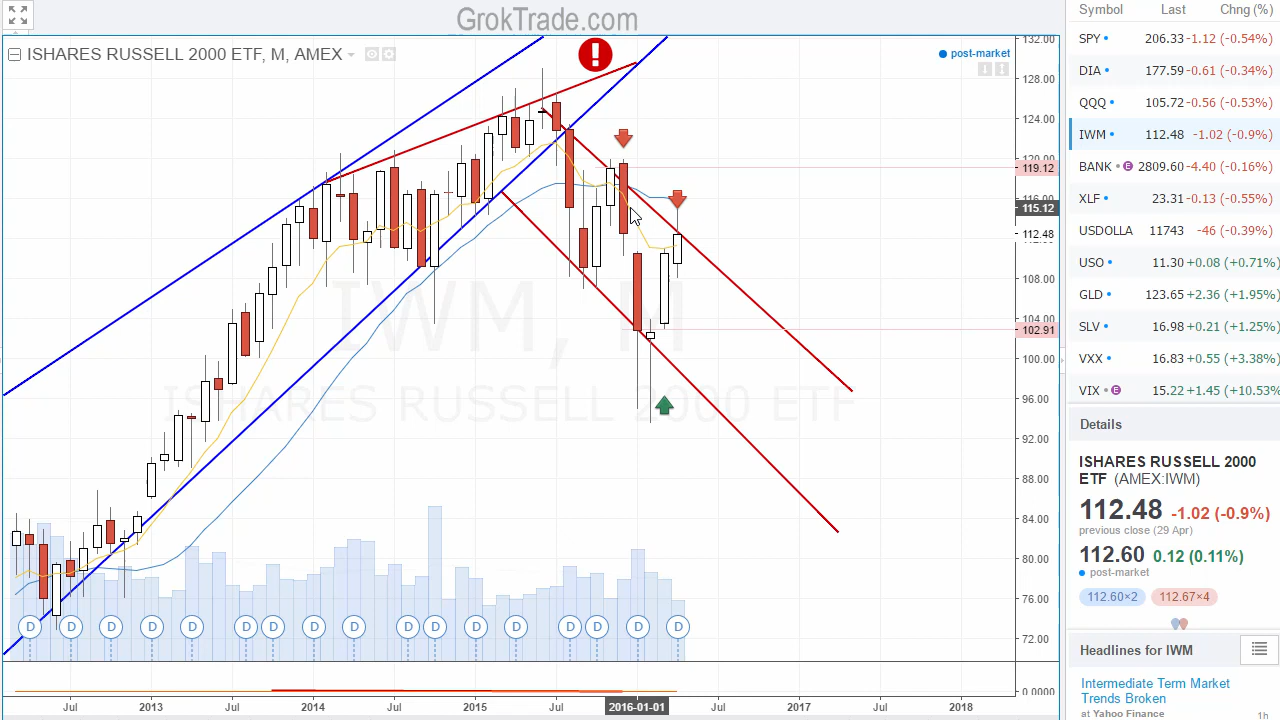 GrokTrade.com
ISHARES RUSSELL 2000 ETF, M, AMEX
post-market
IWM, M
ISHARES RUSSELL 2000 ETF
132.00
128.00
124.00
120.00
119.12
116.00
115.12
112.48
108.00
104.00
102.91
100.00
96.00
92.00
88.00
84.00
80.00
76.00
72.00
0.0000
D D D D D D D D D D D D D D D D D
Jul 2013 Jul 2014 Jul 2015 Jul 2016-01-01 Jul 2017 Jul 2018
Symbol Last Chng (%)
SPY 206.33 -1.12 (-0.54%)
DIA 177.59 -0.61 (-0.34%)
QQQ 105.72 -0.56 (-0.53%)
IWM 112.48 -1.02 (-0.9%)
BANK E 2809.60 -4.40 (-0.16%)
XLF 23.31 -0.13 (-0.55%)
USDOLLA 11743 -46 (-0.39%)
USO 11.30 +0.08 (+0.71%)
GLD 123.65 +2.36 (+1.95%)
SLV 16.98 +0.21 (+1.25%)
VXX 16.83 +0.55 (+3.38%)
VIX E 15.22 +1.45 (+10.53%
Details
ISHARES RUSSELL 2000
ETF (AMEX:IWM)
112.48 -1.02 (-0.9%)
previous close (29 Apr)
112.60 0.12 (0.11%)
post-market
112.60×2 112.67×4
Headlines for IWM
Intermediate Term Market
Trends Broken
at Yahoo Finance 1h